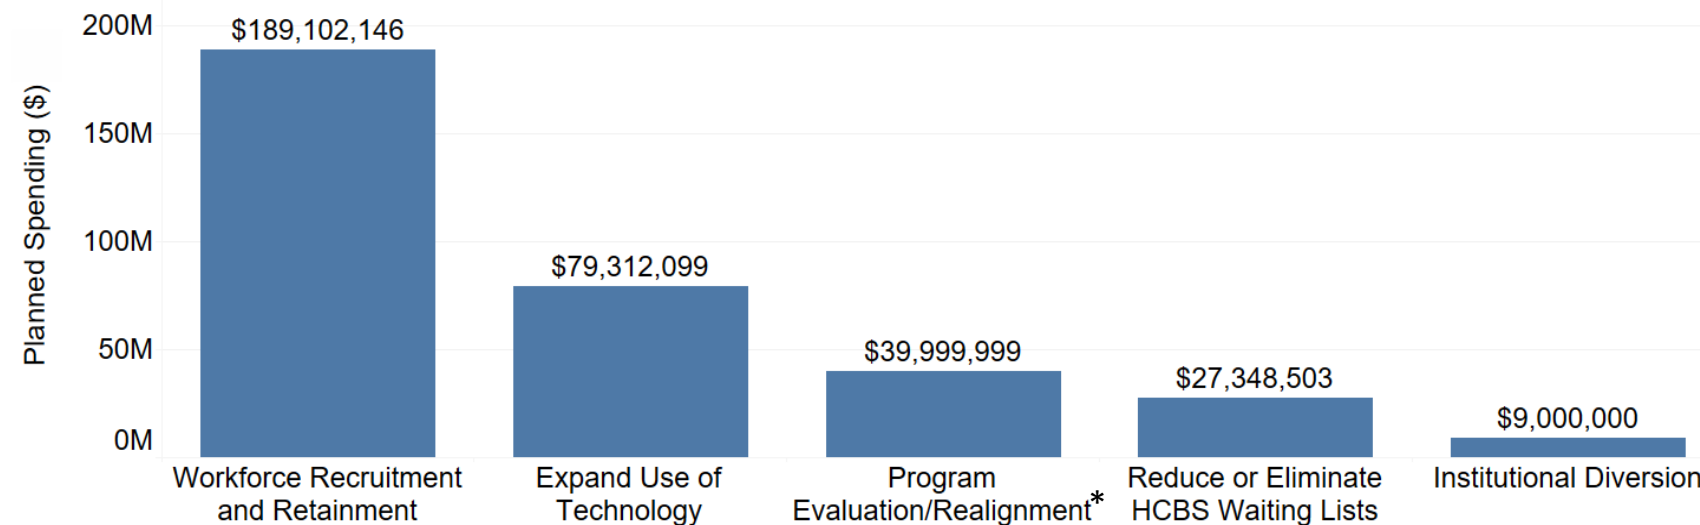 Planned Spending ($)
200M
150M
100M
50M
0M
$189,102,146
$79,312,099
$39,999,999
$27,348,503
$9,000,000
Workforce Recruitment
and Retainment
Expand Use of
Technology
Program
Evaluation/Realignment*
Reduce or Eliminate
HCBS Waiting Lists
Institutional Diversion